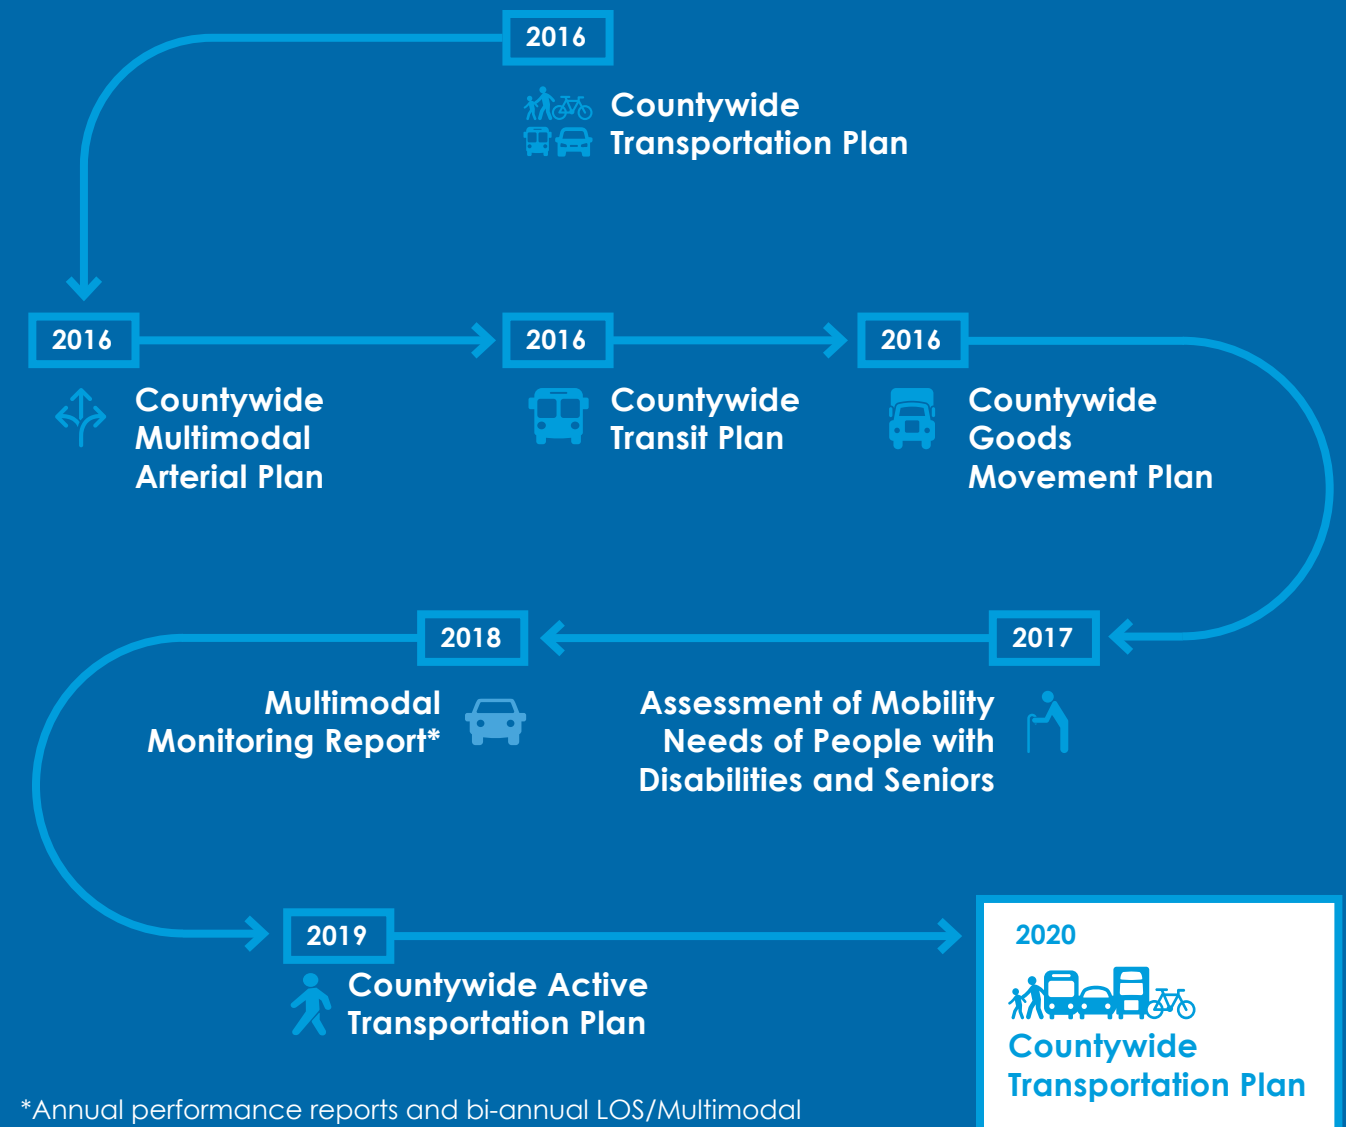 2016
Countywide
Transportation Plan
2016
Countywide
Multimodal
Arterial Plan
2016
Countywide
Transit Plan
2016
Countywide
Goods
Movement Plan
2017
Assessment of Mobility
Needs of People with
Disabilities and Seniors
2018
Multimodal
Monitoring Report*
2019
Countywide Active
Transportation Plan
2020
Countywide
Transportation Plan
*Annual performance reports and bi-annual LOS/Multimodal